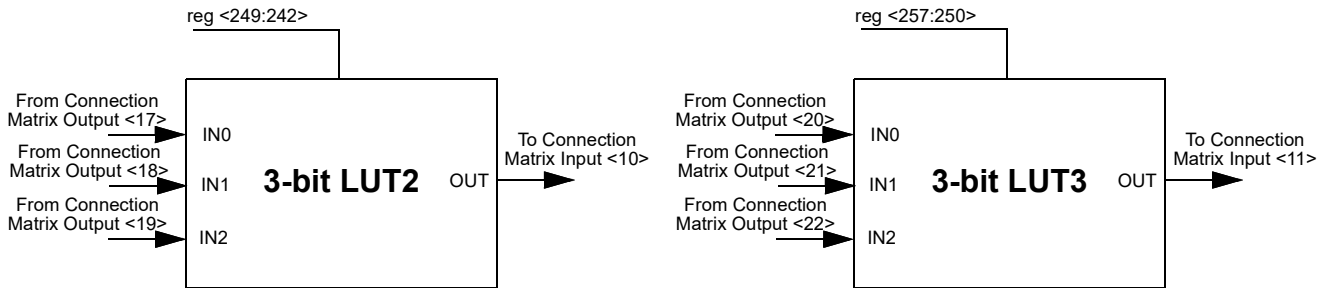 reg <249:242>
From Connection
Matrix Output <17>
IN0
From Connection
Matrix Output <18>
IN1
From Connection
Matrix Output <19>
IN2
3-bit LUT2
OUT
To Connection
Matrix Input <10>
reg <257:250>
From Connection
Matrix Output <20>
IN0
From Connection
Matrix Output <21>
IN1
From Connection
Matrix Output <22>
IN2
3-bit LUT3
OUT
To Connection
Matrix Input <11>